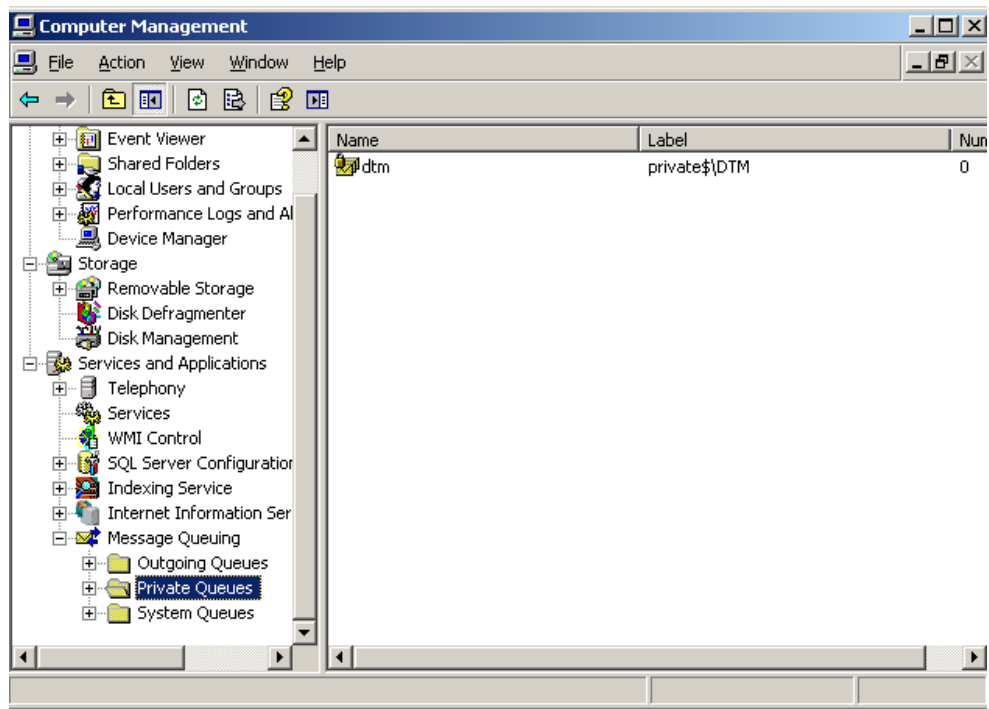 Computer Management
File Action View Window Help
Name Label Num
Event Viewer
Shared Folders
Local Users and Groups
Performance Logs and Al
Device Manager
Storage
Removable Storage
Disk Defragmenter
Disk Management
Services and Applications
Telephony
Services
WMI Control
SQL Server Configuration
Indexing Service
Internet Information Ser
Message Queuing
Outgoing Queues
Private Queues
System Queues
dtm private$\DTM 0